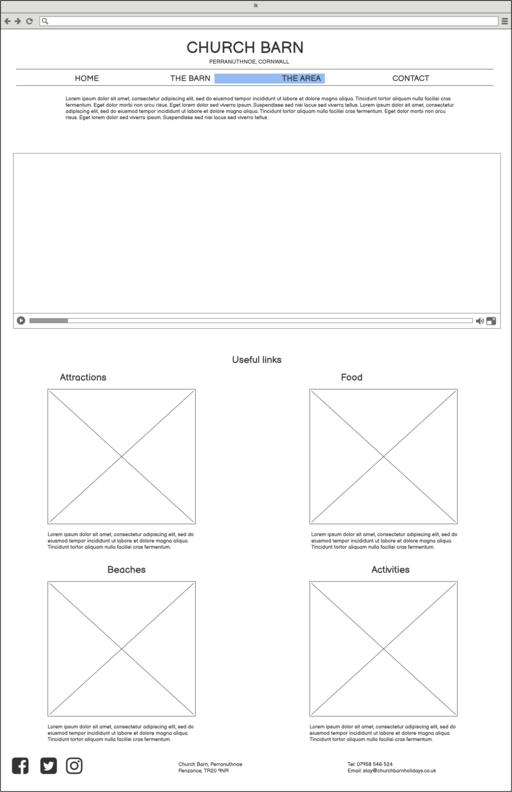 CHURCH BARN
PERRANUTHNOE, CORNWALL
HOME THE BARN THE AREA CONTACT
Lorem ipsum dolor sit amet, consectetur adipiscing elit, sed do eiusmod tempor incididunt ut labore et dolore magna aliqua. Tincidunt tortor aliquam nulla facilisi cras
fermentum. Eget dolor morbi non arcu risus. Eget lorem dolor sed viverra ipsum. Suspendisse sed nisi lacus sed viverra tellus. Lorem ipsum dolor sit amet, consectetur
adipiscing elit, sed do eiusmod tempor incididunt ut labore et dolore magna aliqua. Tincidunt tortor aliquam nulla facilisi cras fermentum. Eget dolor morbi non arcu
risus. Eget lorem dolor sed viverra ipsum. Suspendisse sed nisi lacus sed viverra tellus.
Useful links
Attractions
Food
Lorem ipsum dolor sit amet, consectetur adipiscing elit, sed do
eiusmod tempor incididunt ut labore et dolore magna aliqua.
Tincidunt tortor aliquam nulla facilisi cras fermentum.
Lorem ipsum dolor sit amet, consectetur adipiscing elit, sed do
eiusmod tempor incididunt ut labore et dolore magna aliqua.
Tincidunt tortor aliquam nulla facilisi cras fermentum.
Beaches
Activities
Lorem ipsum dolor sit amet, consectetur adipiscing elit, sed do
eiusmod tempor incididunt ut labore et dolore magna aliqua.
Tincidunt tortor aliquam nulla facilisi cras fermentum.
Lorem ipsum dolor sit amet, consectetur adipiscing elit, sed do
eiusmod tempor incididunt ut labore et dolore magna aliqua.
Tincidunt tortor aliquam nulla facilisi cras fermentum.
Church Barn, Perranuthnoe
Penzance, TR20 9NR
Tel: 07958 546 524
Email: stay@churchbarnholidays.co.uk